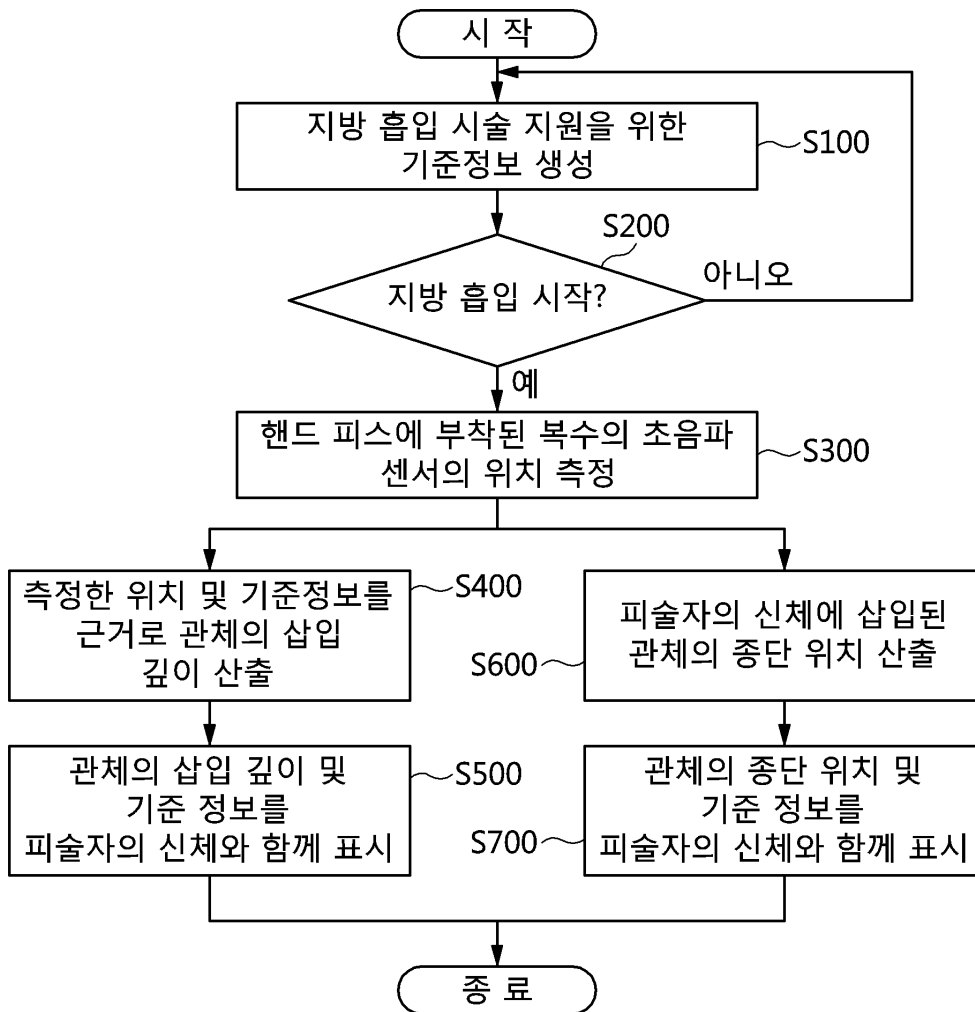 시 작
지방 흡입 시술 지원을 위한
기준정보 생성
S100
S200
지방 흡입 시작?
아니오
예
핸드 피스에 부착된 복수의 초음파
센서의 위치 측정
S300
측정한 위치 및 기준정보를
근거로 관체의 삽입
깊이 산출
S400
피술자의 신체에 삽입된
관체의 종단 위치 산출
S600
관체의 삽입 깊이 및
기준 정보를
피술자의 신체와 함께 표시
S500
관체의 종단 위치 및
기준 정보를
피술자의 신체와 함께 표시
S700
종 료